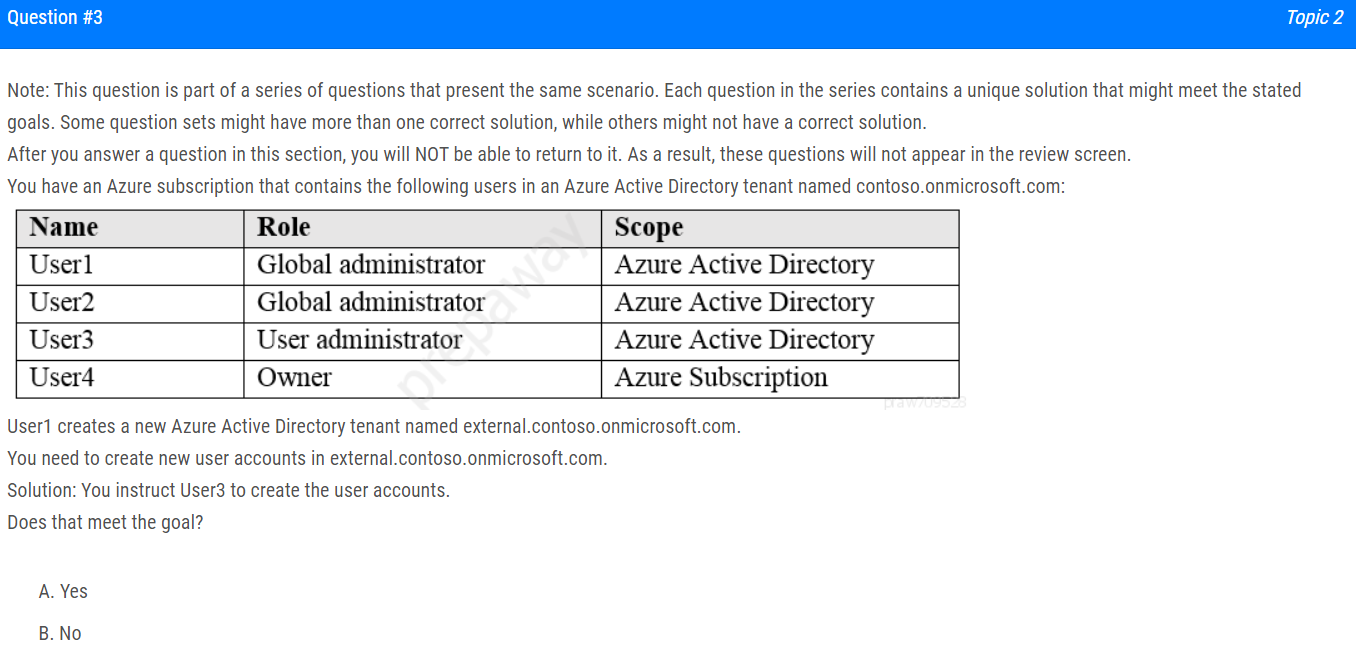 Question #3 Topic 2
Note: This question is part of a series of questions that present the same scenario. Each question in the series contains a unique solution that might meet the stated
goals. Some question sets might have more than one correct solution, while others might not have a correct solution.
After you answer a question in this section, you will NOT be able to return to it. As a result, these questions will not appear in the review screen.
You have an Azure subscription that contains the following users in an Azure Active Directory tenant named contoso.onmicrosoft.com:
Name Role Scope
User1 Global administrator Azure Active Directory
User2 Global administrator Azure Active Directory
User3 User administrator Azure Active Directory
User4 Owner Azure Subscription
prepaway
User1 creates a new Azure Active Directory tenant named external.contoso.onmicrosoft.com.
You need to create new user accounts in external.contoso.onmicrosoft.com.
Solution: You instruct User3 to create the user accounts.
Does that meet the goal?
A. Yes
B. No